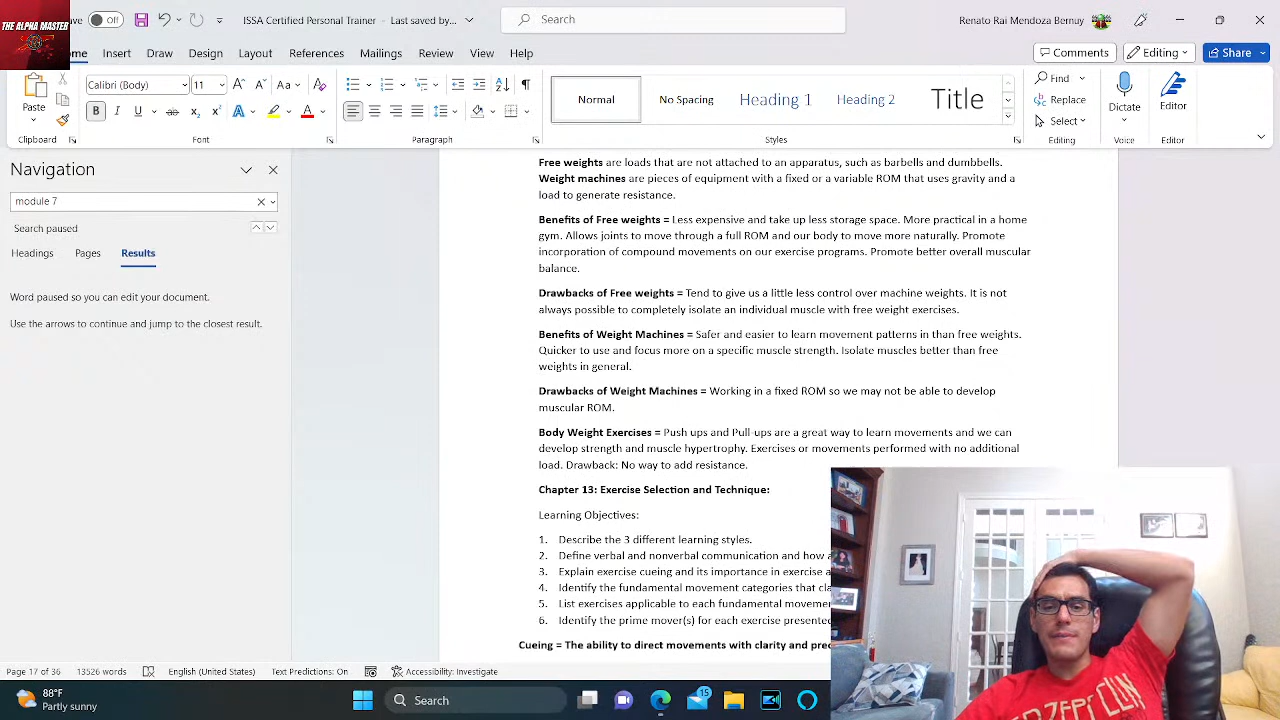 THE ALPHA MASTER
Off
ISSA Certified Personal Trainer • Last saved by...
Search
Renato Rai Mendoza Bernuy
Insert Draw Design Layout References Mailings Review View Help
Comments Editing Share
Paste
Calibri (Body) 11
Normal No Spacing Heading 1 Heading 2 Title
Find
Replace
Select
Dictate
Editor
Clipboard Font Paragraph Styles Editing Voice Editor
Navigation
module 7
Search paused
Headings Pages Results
Word paused so you can edit your document.
Use the arrows to continue and jump to the closest result.
Free weights are loads that are not attached to an apparatus, such as barbells and dumbbells.
Weight machines are pieces of equipment with a fixed or a variable ROM that uses gravity and a
load to generate resistance.
Benefits of Free weights = Less expensive and take up less storage space. More practical in a home
gym. Allows joints to move through a full ROM and our body to move more naturally. Promote
incorporation of compound movements on our exercise programs. Promote better overall muscular
balance.
Drawbacks of Free weights = Tend to give us a little less control over machine weights. It is not
always possible to completely isolate an individual muscle with free weight exercises.
Benefits of Weight Machines = Safer and easier to learn movement patterns in than free weights.
Quicker to use and focus more on a specific muscle strength. Isolate muscles better than free
weights in general.
Drawbacks of Weight Machines = Working in a fixed ROM so we may not be able to develop
muscular ROM.
Body Weight Exercises = Push ups and Pull-ups are a great way to learn movements and we can
develop strength and muscle hypertrophy. Exercises or movements performed with no additional
load. Drawback: No way to add resistance.
Chapter 13: Exercise Selection and Technique:
Learning Objectives:
1. Describe the 3 different learning styles.
2. Define verbal and nonverbal communication and how
3. Explain exercise cueing and its importance in exercise
4. Identify the fundamental movement categories that
5. List exercises applicable to each fundamental
6. Identify the prime mover(s) for each exercise presented
Cueing = The ability to direct movements with clarity and
Page 17 of 36 13526 words English (United States) Text Predictions: On Accessibility: Investigate
88°F
Partly sunny
Search
15